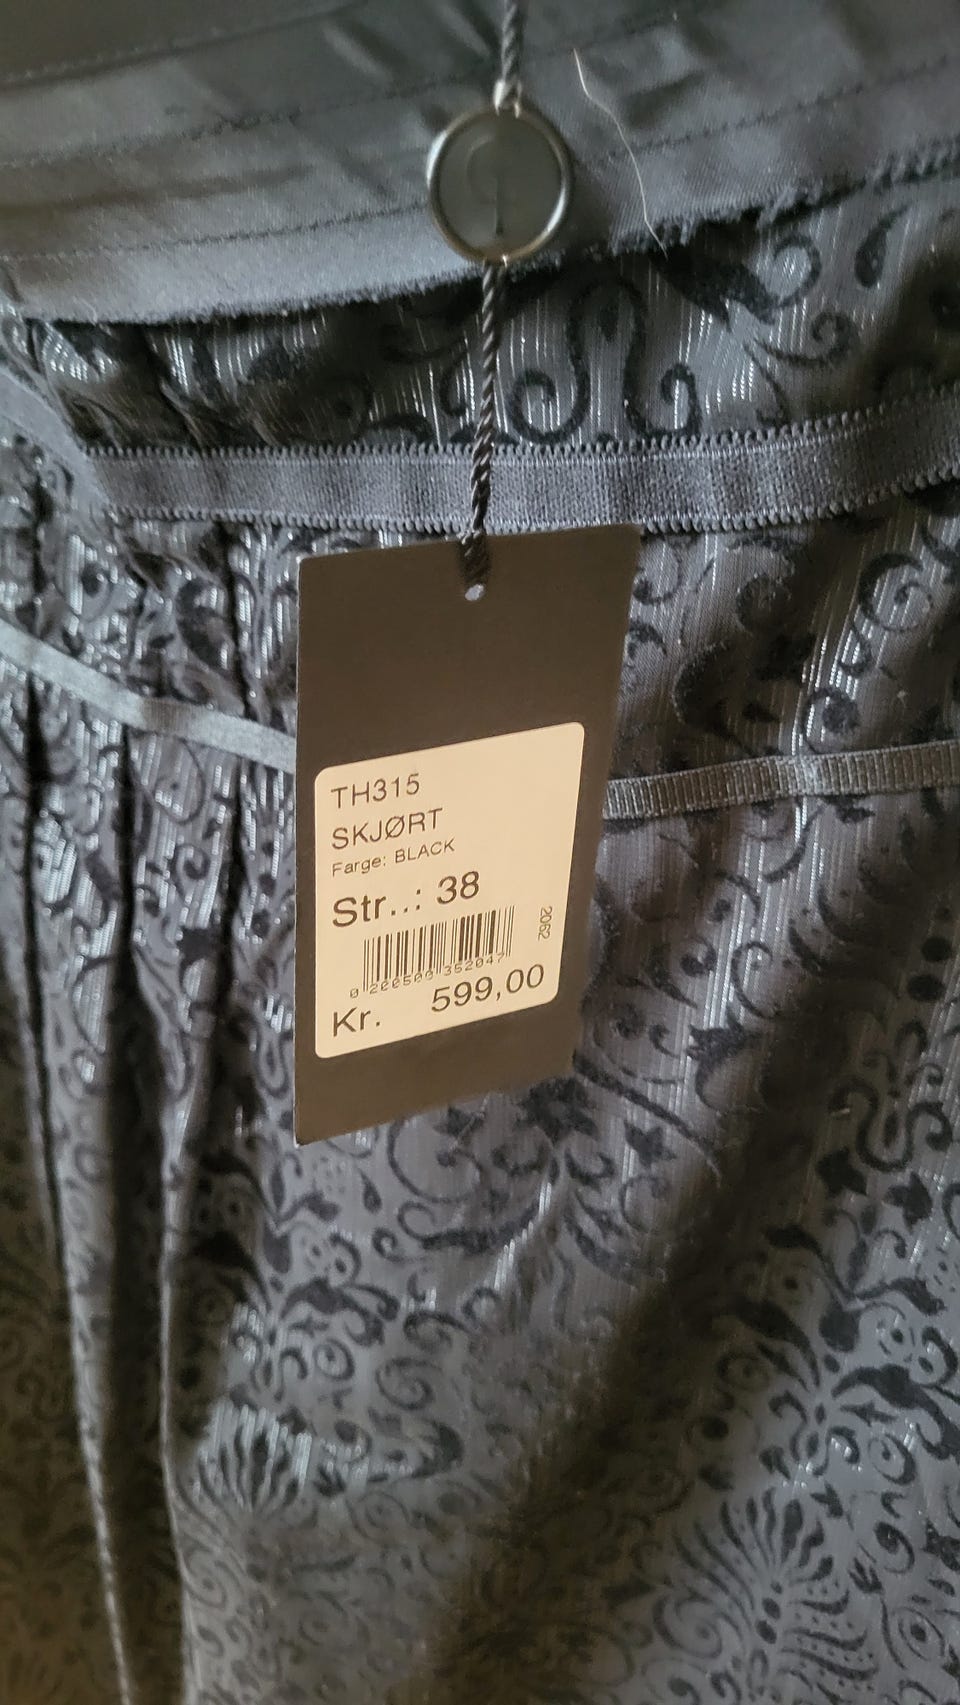 TH315
SKJØRT
Farge: BLACK
Str..: 38
2062
Kr. 599,00